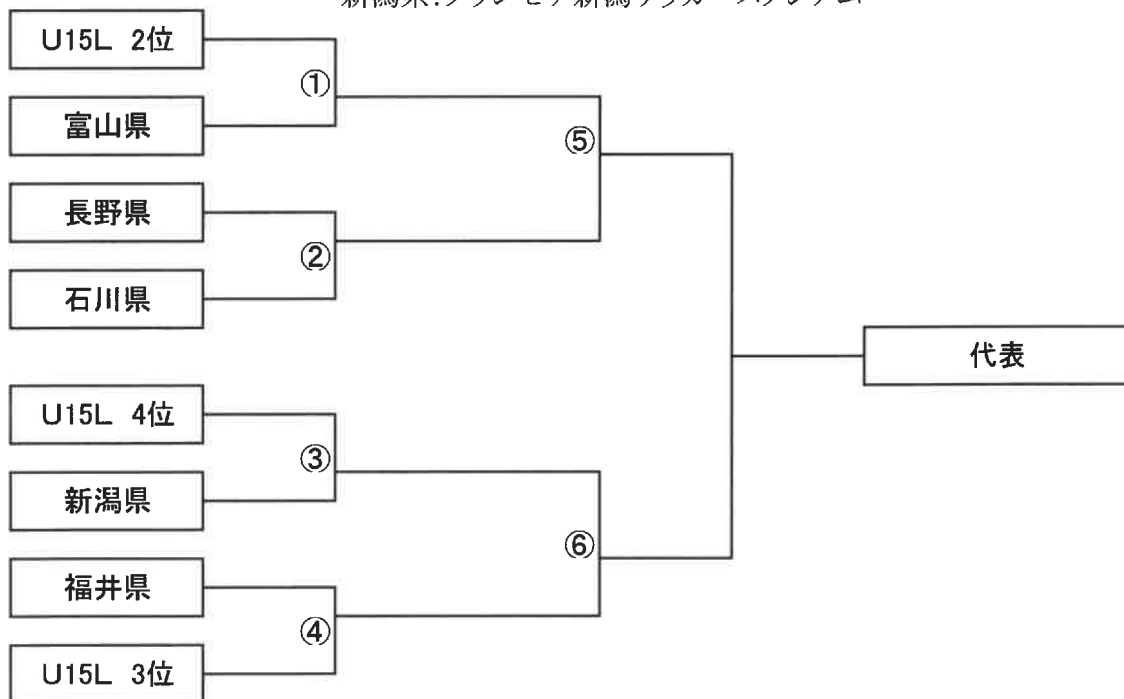 U15L 2位
①
富山県
⑤
長野県
②
石川県
代表
U15L 4位
③
新潟県
⑥
福井県
④
U15L 3位